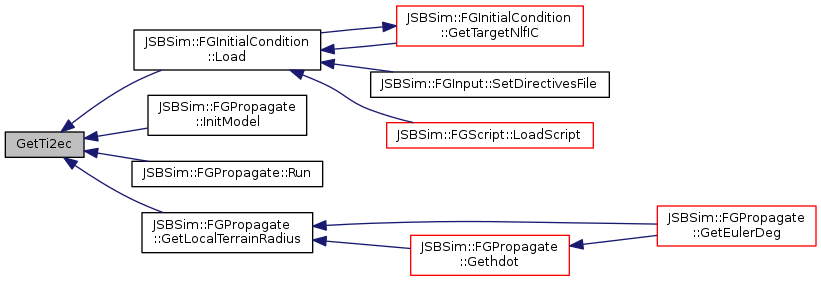 GetTi2ec
JSBSim::FGInitialCondition
::Load
JSBSim::FGInitialCondition
::GetTargetNlfIC
JSBSim::FGInput::SetDirectivesFile
JSBSim::FGScript::LoadScript
JSBSim::FGPropagate
::InitModel
JSBSim::FGPropagate::Run
JSBSim::FGPropagate
::GetLocalTerrainRadius
JSBSim::FGPropagate
::Gethdot
JSBSim::FGPropagate
::GetEulerDeg